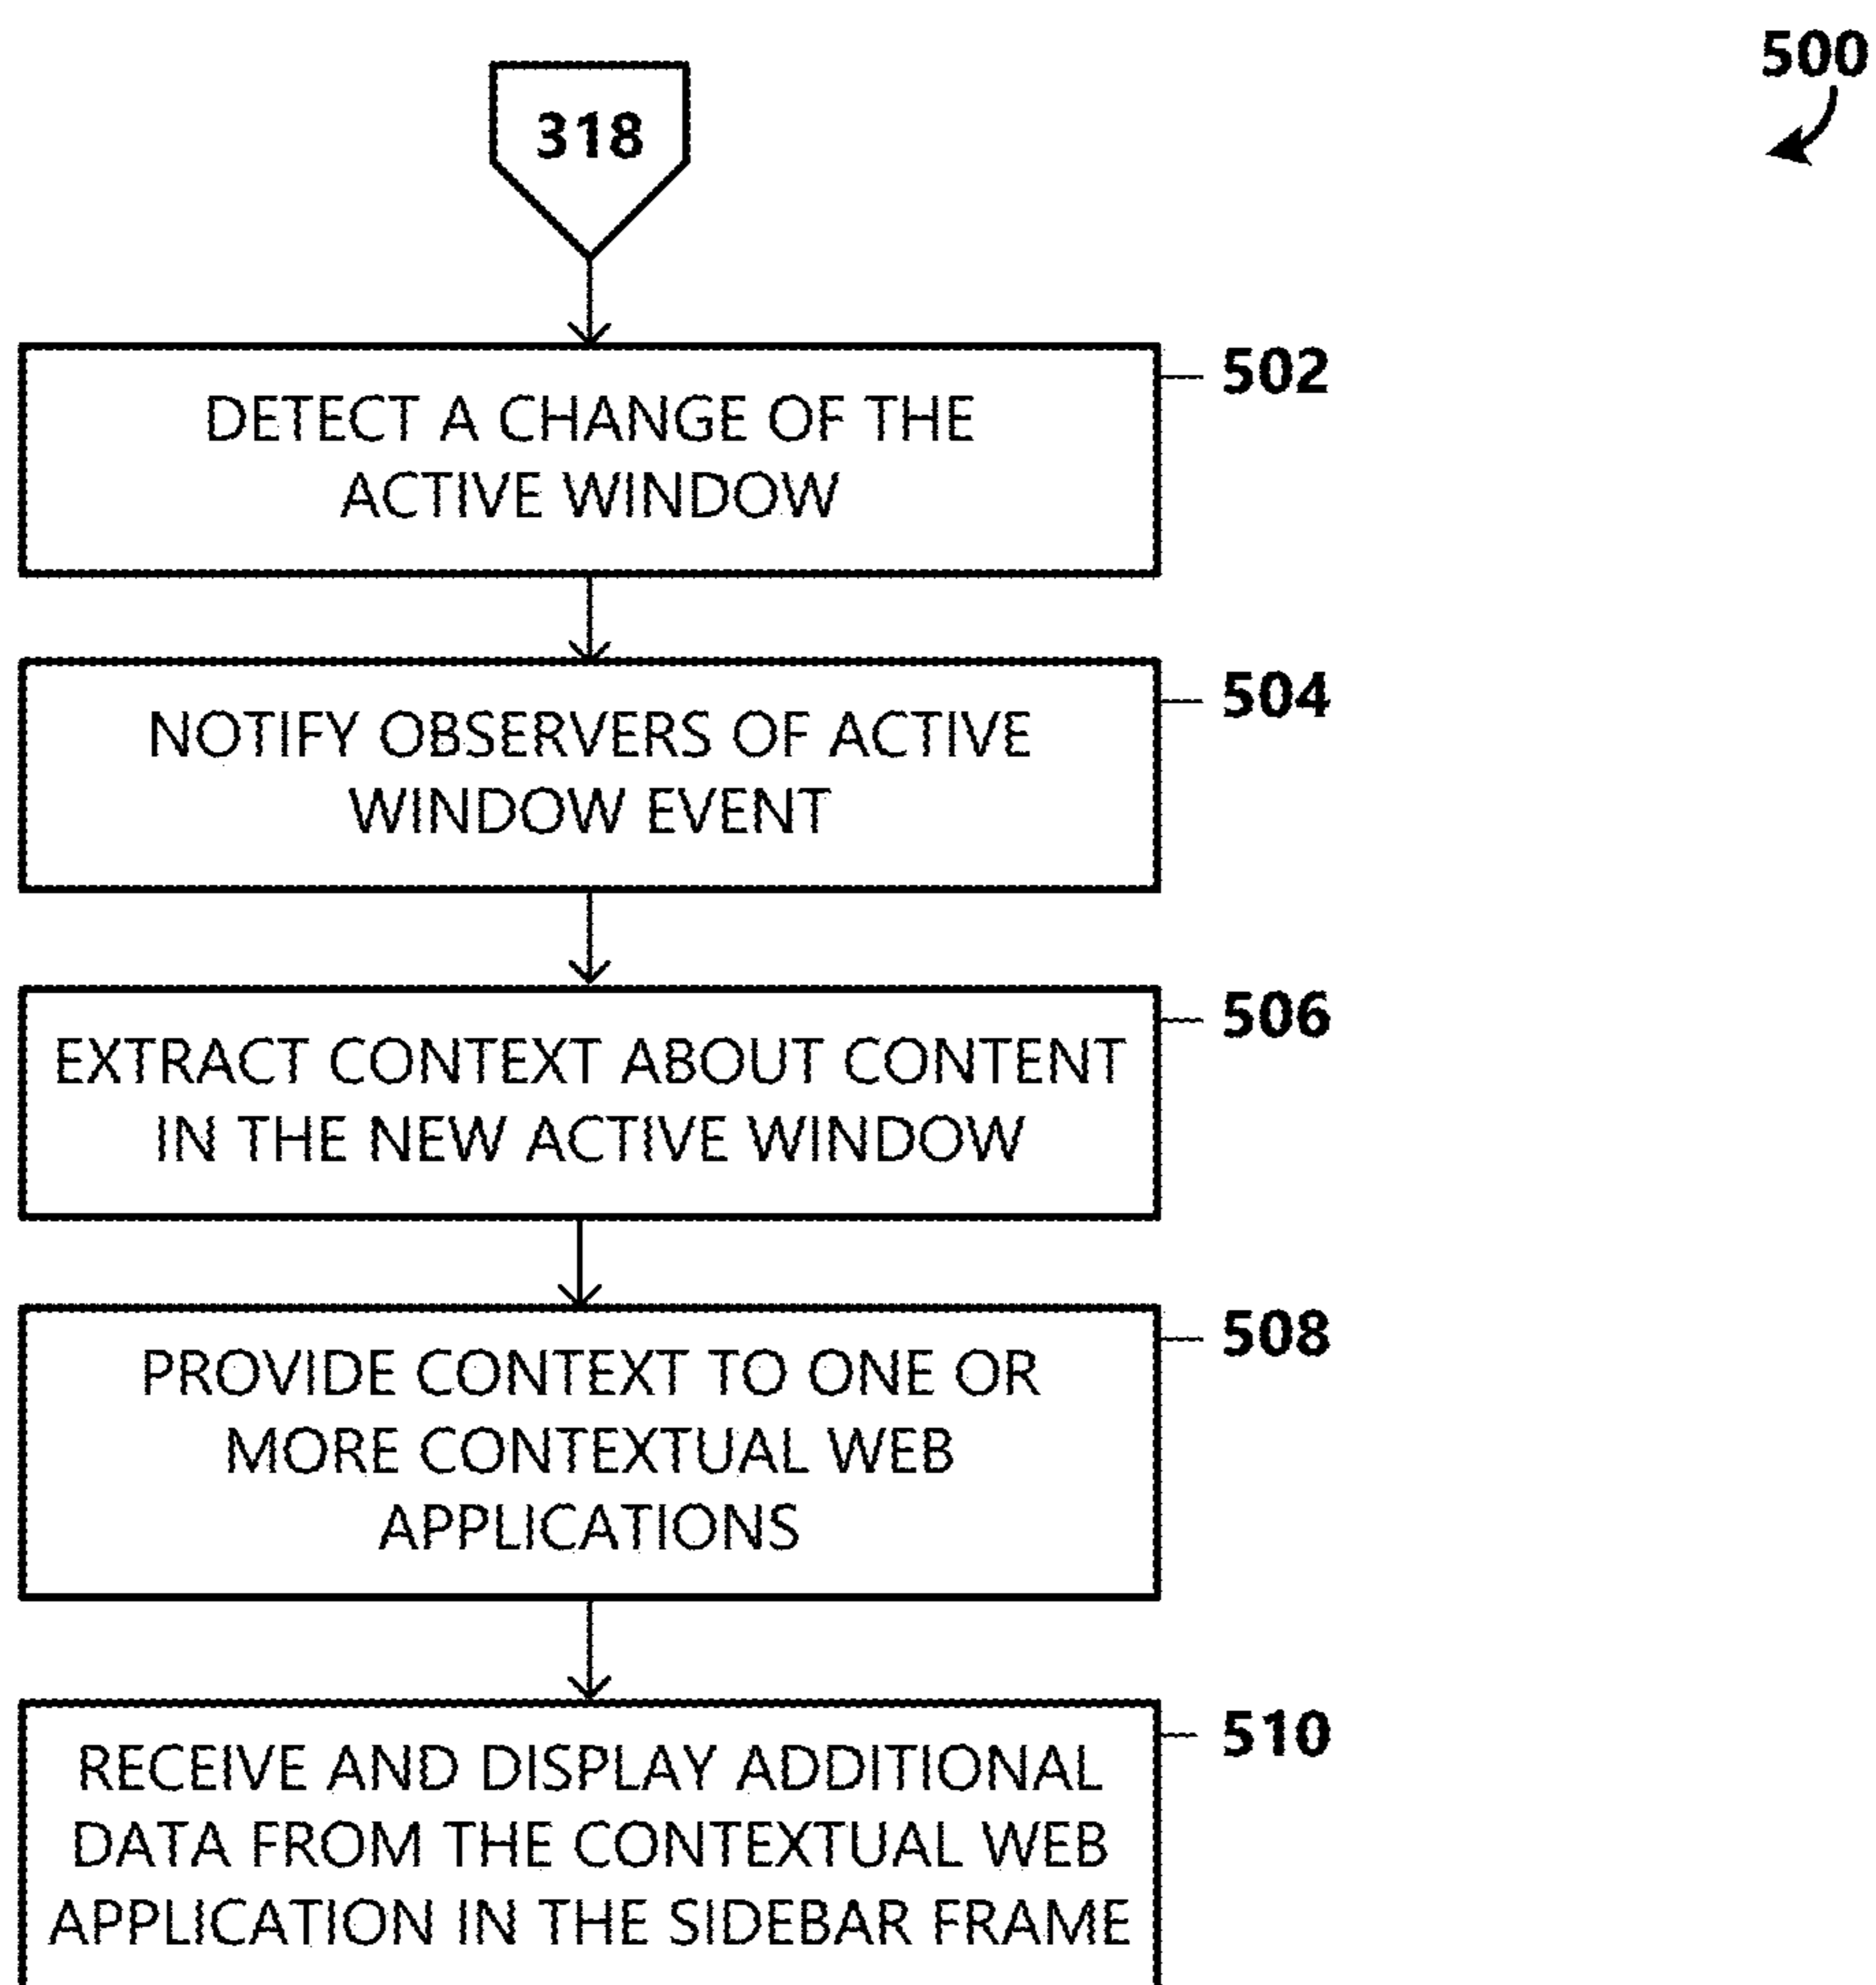 500
318
502
DETECT A CHANGE OF THE
ACTIVE WINDOW
504
NOTIFY OBSERVERS OF ACTIVE
WINDOW EVENT
506
EXTRACT CONTEXT ABOUT CONTENT
IN THE NEW ACTIVE WINDOW
508
PROVIDE CONTEXT TO ONE OR
MORE CONTEXTUAL WEB
APPLICATIONS
510
RECEIVE AND DISPLAY ADDITIONAL
DATA FROM THE CONTEXTUAL WEB
APPLICATION IN THE SIDEBAR FRAME